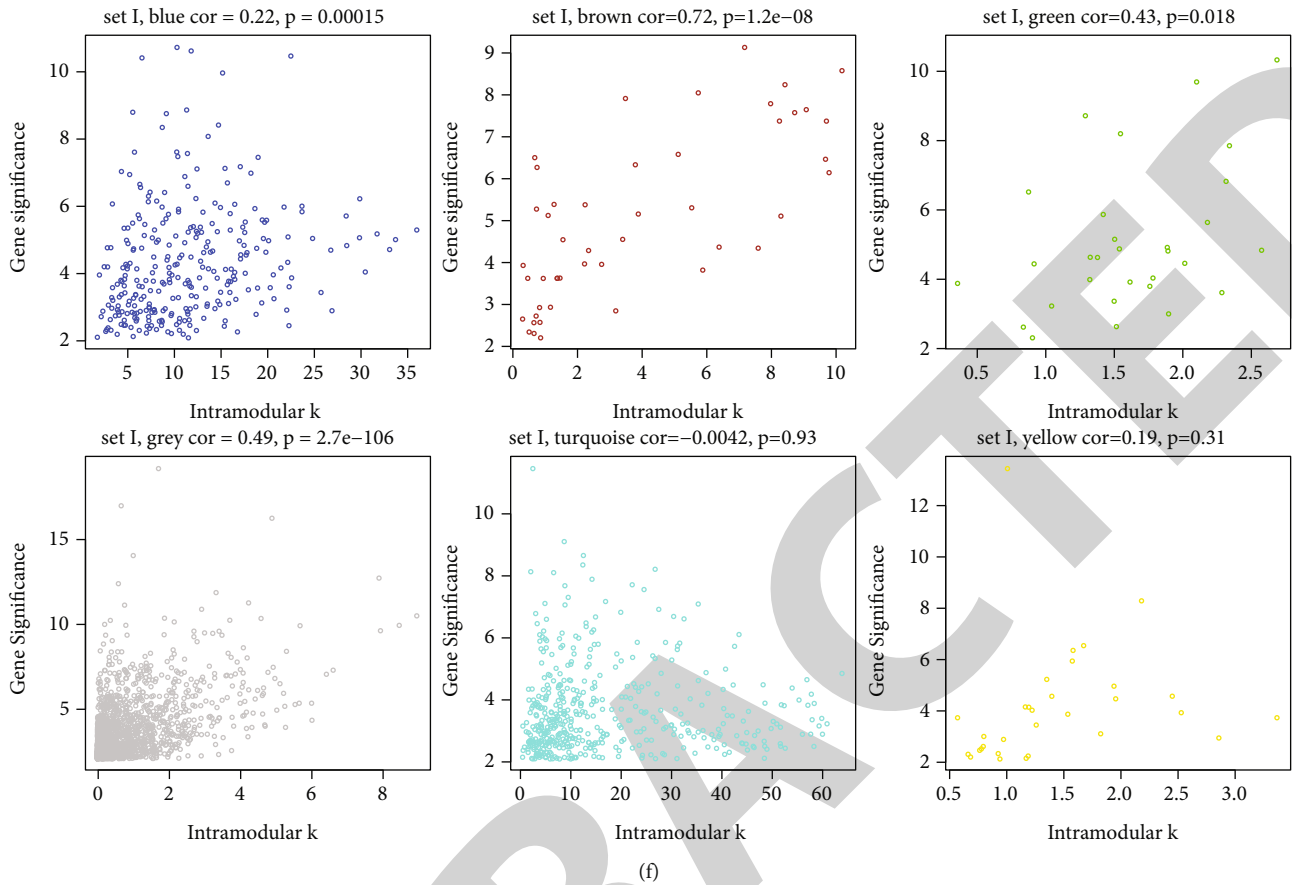 set I, blue cor = 0.22, p = 0.00015
set I, brown cor=0.72, p=1.2e−08
set I, green cor=0.43, p=0.018
10
8
6
4
2
Gene significance
5 10 15 20 25 30 35
Intramodular k
9
8
7
6
5
4
3
2
Gene significance
0 2 4 6 8 10
Intramodular k
10
8
6
4
2
Gene significance
0.5 1.0 1.5 2.0 2.5
Intramodular k
set I, grey cor = 0.49, p = 2.7e−106
set I, turquoise cor=−0.0042, p=0.93
set I, yellow cor=0.19, p=0.31
15
10
5
Gene Significance
0 2 4 6 8
Intramodular k
10
8
6
4
2
Gene Significance
0 10 20 30 40 50 60
Intramodular k
12
10
8
6
4
2
Gene Significance
0.5 1.0 1.5 2.0 2.5 3.0
Intramodular k
(f)